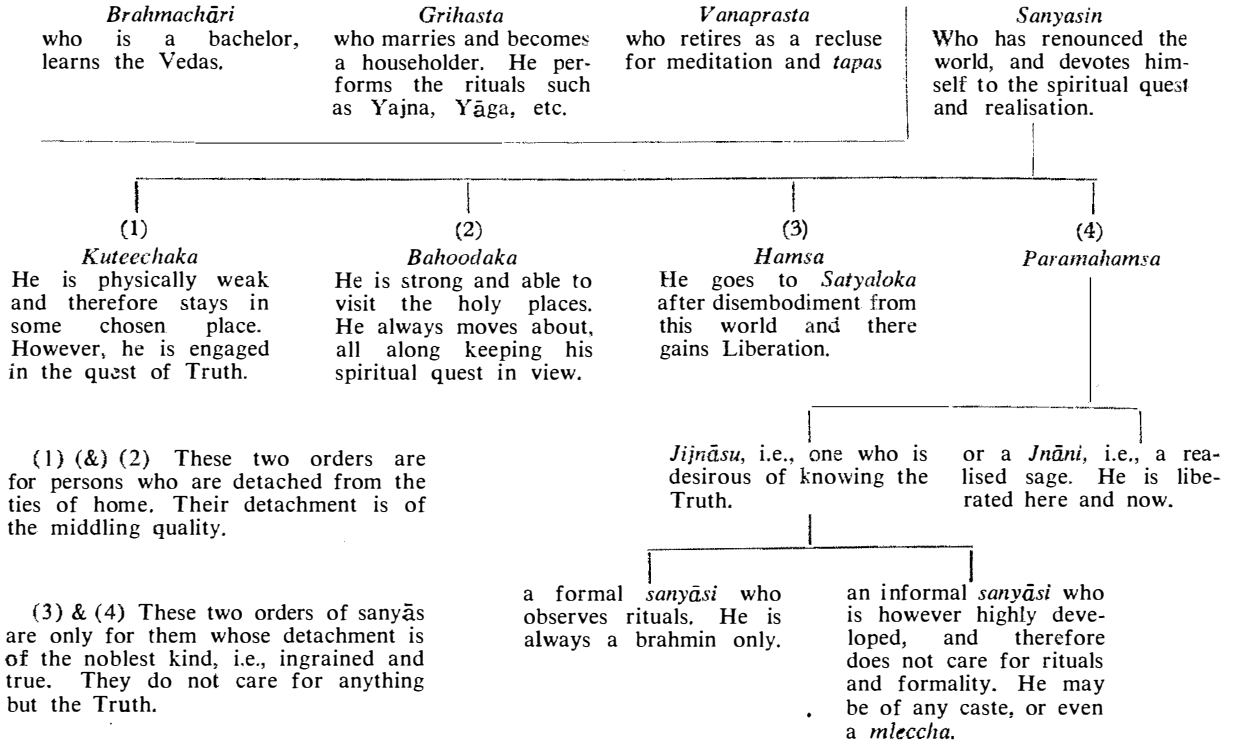 Brahmachāri
who is a bachelor,
learns the Vedas.
Grihasta
who marries and becomes
a householder. He per-
forms the rituals such
as Yajna, Yāga, etc.
Vanaprasta
who retires as a recluse
for meditation and tapas
Sanyasin
Who has renounced the
world, and devotes him-
self to the spiritual quest
and realisation.
(1)
Kuteechaka
He is physically weak
and therefore stays in
some chosen place.
However, he is engaged
in the quest of Truth.
(2)
Bahoodaka
He is strong and able to
visit the holy places.
He always moves about,
all along keeping his
spiritual quest in view.
(3)
Hamsa
He goes to Satyaloka
after disembodiment from
this world and there
gains Liberation.
(4)
Paramahamsa
(1) (&) (2) These two orders are
for persons who are detached from the
ties of home. Their detachment is of
the middling quality.
Jijnāsu, i.e., one who is
desirous of knowing the
Truth.
or a Jnāni, i.e., a rea-
lised sage. He is libe-
rated here and now.
(3) & (4) These two orders of sanyās
are only for them whose detachment is
of the noblest kind, i.e., ingrained and
true. They do not care for anything
but the Truth.
a formal sanyāsi who
observes rituals. He is
always a brahmin only.
an informal sanyāsi who
is however highly deve-
loped, and therefore
does not care for rituals
and formality. He may
be of any caste, or even
a mleccha.